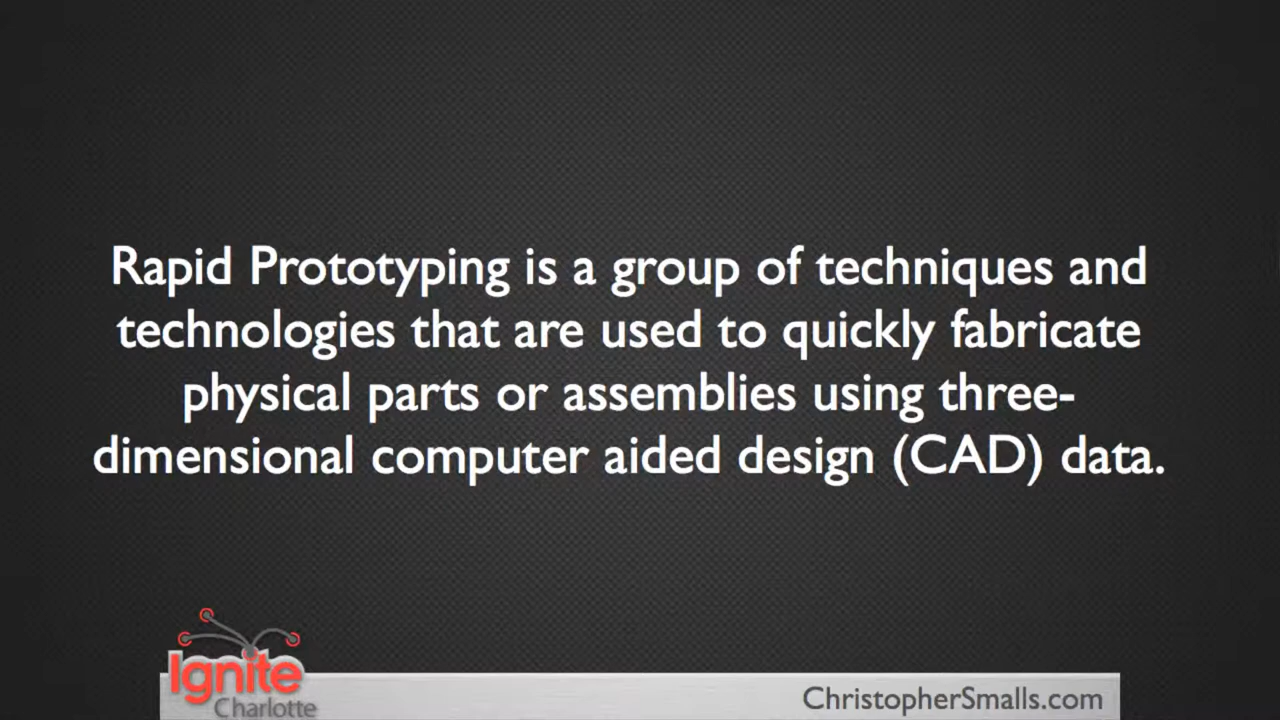 Rapid Prototyping is a group of techniques and
technologies that are used to quickly fabricate
physical parts or assemblies using three-
dimensional computer aided design (CAD) data.
Ignite
Charlotte
ChristopherSmalls.com